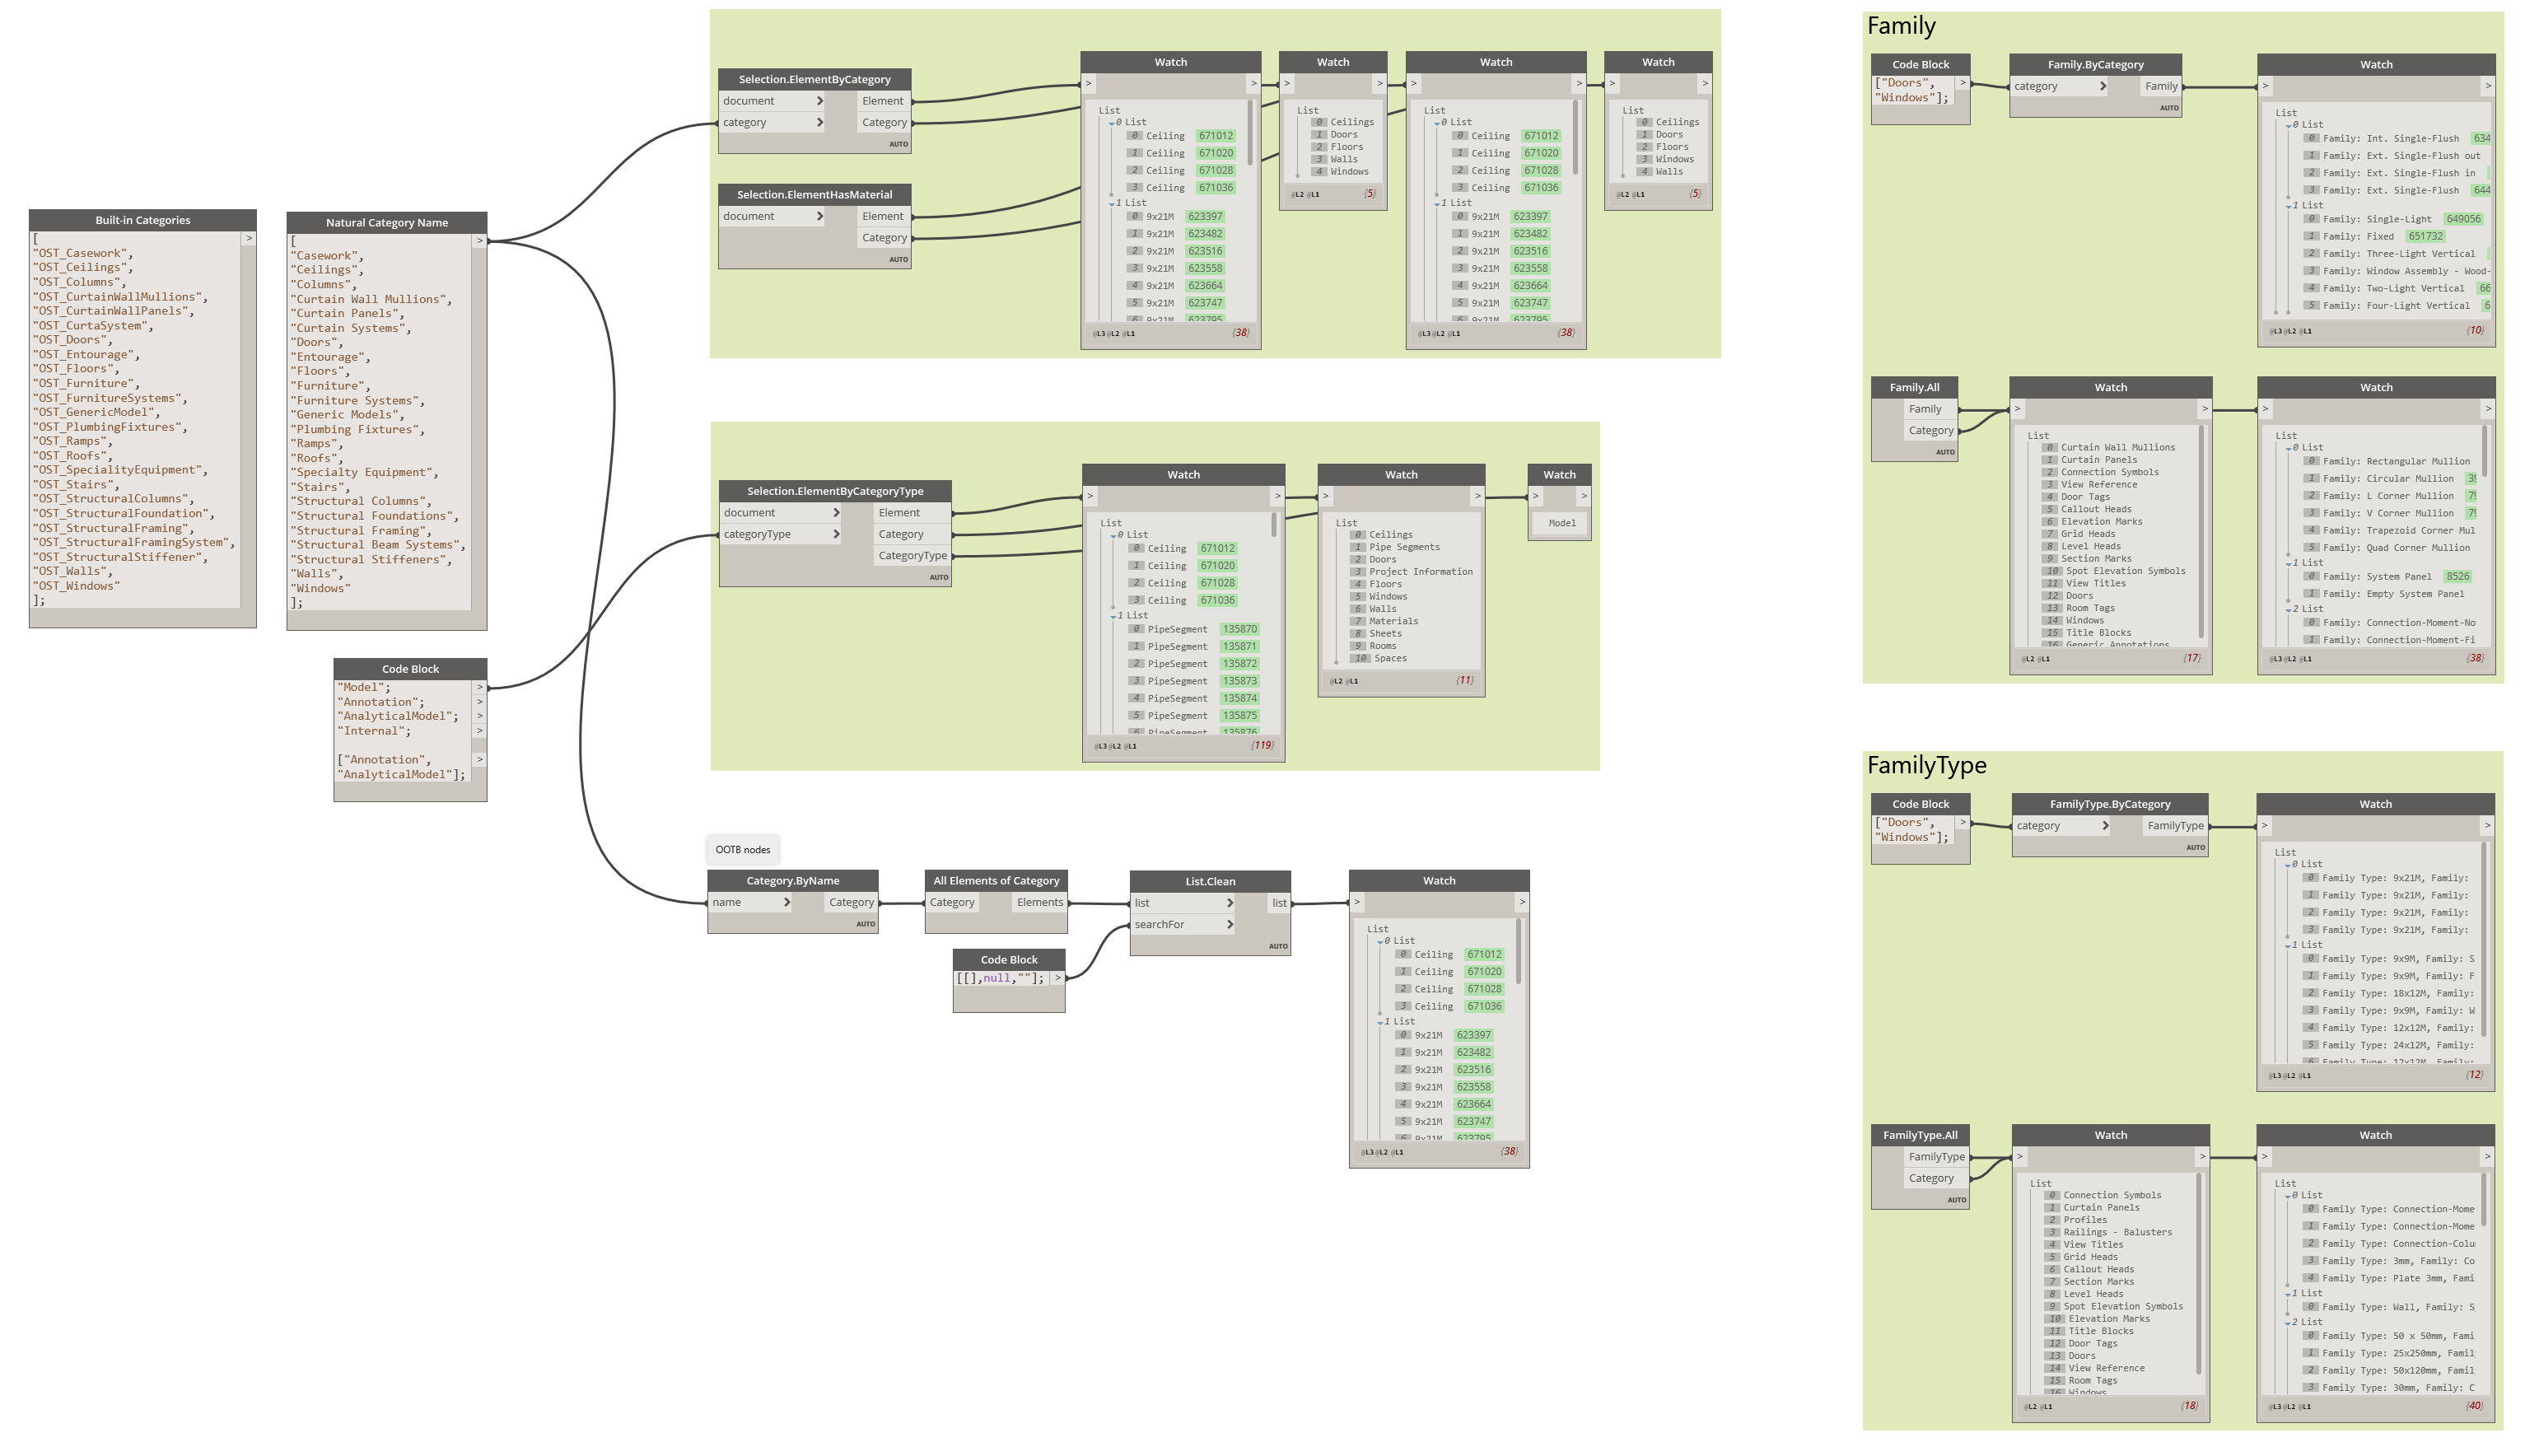 Built-in Categories
[
"OST_Casework",
"OST_Ceilings",
"OST_Columns",
"OST_CurtainWallMullions",
"OST_CurtainWallPanels",
"OST_CurtaSystem",
"OST_Doors",
"OST_Entourage",
"OST_Floors",
"OST_Furniture",
"OST_FurnitureSystems",
"OST_GenericModel",
"OST_PlumbingFixtures",
"OST_Ramps",
"OST_Roofs",
"OST_SpecialityEquipment",
"OST_Stairs",
"OST_StructuralColumns",
"OST_StructuralFoundation",
"OST_StructuralFraming",
"OST_StructuralFramingSystem",
"OST_StructuralStiffener",
"OST_Walls",
"OST_Windows"
];
>
Natural Category Name
[
"Casework",
"Ceilings",
"Columns",
"Curtain Wall Mullions",
"Curtain Panels",
"Curtain Systems",
"Doors",
"Entourage",
"Floors",
"Furniture",
"Furniture Systems",
"Generic Models",
"Plumbing Fixtures",
"Ramps",
"Roofs",
"Specialty Equipment",
"Stairs",
"Structural Columns",
"Structural Foundations",
"Structural Framing",
"Structural Beam Systems",
"Structural Stiffeners",
"Walls",
"Windows"
];
>
Code Block
"Model"; >
"Annotation"; >
"AnalyticalModel"; >
"Internal"; >
["Annotation", >
"AnalyticalModel"];
Selection.ElementByCategory
document > Element
category > Category
AUTO
Selection.ElementHasMaterial
document > Element
Category
AUTO
Watch
> >
List
0 List
0 Ceiling 671012
1 Ceiling 671020
2 Ceiling 671028
3 Ceiling 671036
1 List
0 9x21M 623397
1 9x21M 623482
2 9x21M 623516
3 9x21M 623558
4 9x21M 623664
5 9x21M 623747
6 9x21M 623795
@L3 @L2 @L1 {38}
Watch
> >
List
0 Ceilings
1 Doors
2 Floors
3 Walls
4 Windows
@L2 @L1 {5}
Watch
> >
List
0 List
0 Ceiling 671012
1 Ceiling 671020
2 Ceiling 671028
3 Ceiling 671036
1 List
0 9x21M 623397
1 9x21M 623482
2 9x21M 623516
3 9x21M 623558
4 9x21M 623664
5 9x21M 623747
6 9x21M 623795
@L3 @L2 @L1 {38}
Watch
> >
List
0 Ceilings
1 Doors
2 Floors
3 Windows
4 Walls
@L2 @L1 {5}
Selection.ElementByCategoryType
document > Element
categoryType > Category
CategoryType
AUTO
Watch
> >
List
0 List
0 Ceiling 671012
1 Ceiling 671020
2 Ceiling 671028
3 Ceiling 671036
1 List
0 PipeSegment 135870
1 PipeSegment 135871
2 PipeSegment 135872
3 PipeSegment 135873
4 PipeSegment 135874
5 PipeSegment 135875
6 PipeSegment 135876
@L3 @L2 @L1 {119}
Watch
> >
List
0 Ceilings
1 Pipe Segments
2 Doors
3 Project Information
4 Floors
5 Windows
6 Walls
7 Materials
8 Sheets
9 Rooms
10 Spaces
@L2 @L1 {11}
Watch
> >
Model
OOTB nodes
Category.ByName
name > Category
AUTO
All Elements of Category
Category Elements
Code Block
[[],null,""]; >
List.Clean
list > list
searchFor >
AUTO
Watch
> >
List
0 List
0 Ceiling 671012
1 Ceiling 671020
2 Ceiling 671028
3 Ceiling 671036
1 List
0 9x21M 623397
1 9x21M 623482
2 9x21M 623516
3 9x21M 623558
4 9x21M 623664
5 9x21M 623747
6 9x21M 623795
@L3 @L2 @L1 {38}
Family
Code Block
["Doors", >
"Windows"];
Family.ByCategory
category > Family
AUTO
Watch
> >
List
0 List
0 Family: Int. Single-Flush 634
1 Family: Ext. Single-Flush out
2 Family: Ext. Single-Flush in
3 Family: Ext. Single-Flush 644
1 List
0 Family: Single-Light 649056
1 Family: Fixed 651732
2 Family: Three-Light Vertical
3 Family: Window Assembly - Wood-
4 Family: Two-Light Vertical 66
5 Family: Four-Light Vertical 6
@L3 @L2 @L1 {10}
Family.All
Family
Category
AUTO
Watch
> >
List
0 Curtain Wall Mullions
1 Curtain Panels
2 Connection Symbols
3 View Reference
4 Door Tags
5 Callout Heads
6 Elevation Marks
7 Grid Heads
8 Level Heads
9 Section Marks
10 Spot Elevation Symbols
11 View Titles
12 Doors
13 Room Tags
14 Windows
15 Title Blocks
16 Generic Annotations
@L2 @L1 {17}
Watch
> >
List
0 List
0 Family: Rectangular Mullion
1 Family: Circular Mullion 39
2 Family: L Corner Mullion 79
3 Family: V Corner Mullion 79
4 Family: Trapezoid Corner Mul
5 Family: Quad Corner Mullion
1 List
0 Family: System Panel 8526
1 Family: Empty System Panel
2 List
0 Family: Connection-Moment-No
1 Family: Connection-Moment-Fi
@L3 @L2 @L1 {38}
FamilyType
Code Block
["Doors", >
"Windows"];
FamilyType.ByCategory
category > FamilyType
AUTO
Watch
> >
List
0 List
0 Family Type: 9x21M, Family:
1 Family Type: 9x21M, Family:
2 Family Type: 9x21M, Family:
3 Family Type: 9x21M, Family:
1 List
0 Family Type: 9x9M, Family: S
1 Family Type: 9x9M, Family: F
2 Family Type: 18x12M, Family:
3 Family Type: 9x9M, Family: W
4 Family Type: 12x12M, Family:
5 Family Type: 24x12M, Family:
6 Family Type: 12x12M, Family:
@L3 @L2 @L1 {12}
FamilyType.All
FamilyType
Category
AUTO
Watch
> >
List
0 Connection Symbols
1 Curtain Panels
2 Profiles
3 Railings - Balusters
4 View Titles
5 Grid Heads
6 Callout Heads
7 Section Marks
8 Level Heads
9 Spot Elevation Symbols
10 Elevation Marks
11 Title Blocks
12 Door Tags
13 Doors
14 View Reference
15 Room Tags
16 Windows
@L2 @L1 {18}
Watch
> >
List
0 List
0 Family Type: Connection-Mome
1 Family Type: Connection-Mome
2 Family Type: Connection-Colu
3 Family Type: 3mm, Family: Co
4 Family Type: Plate 3mm, Fami
1 List
0 Family Type: Wall, Family: S
2 List
0 Family Type: 50 x 50mm, Fami
1 Family Type: 25x250mm, Famil
2 Family Type: 50x120mm, Famil
3 Family Type: 30mm, Family: C
@L3 @L2 @L1 {40}